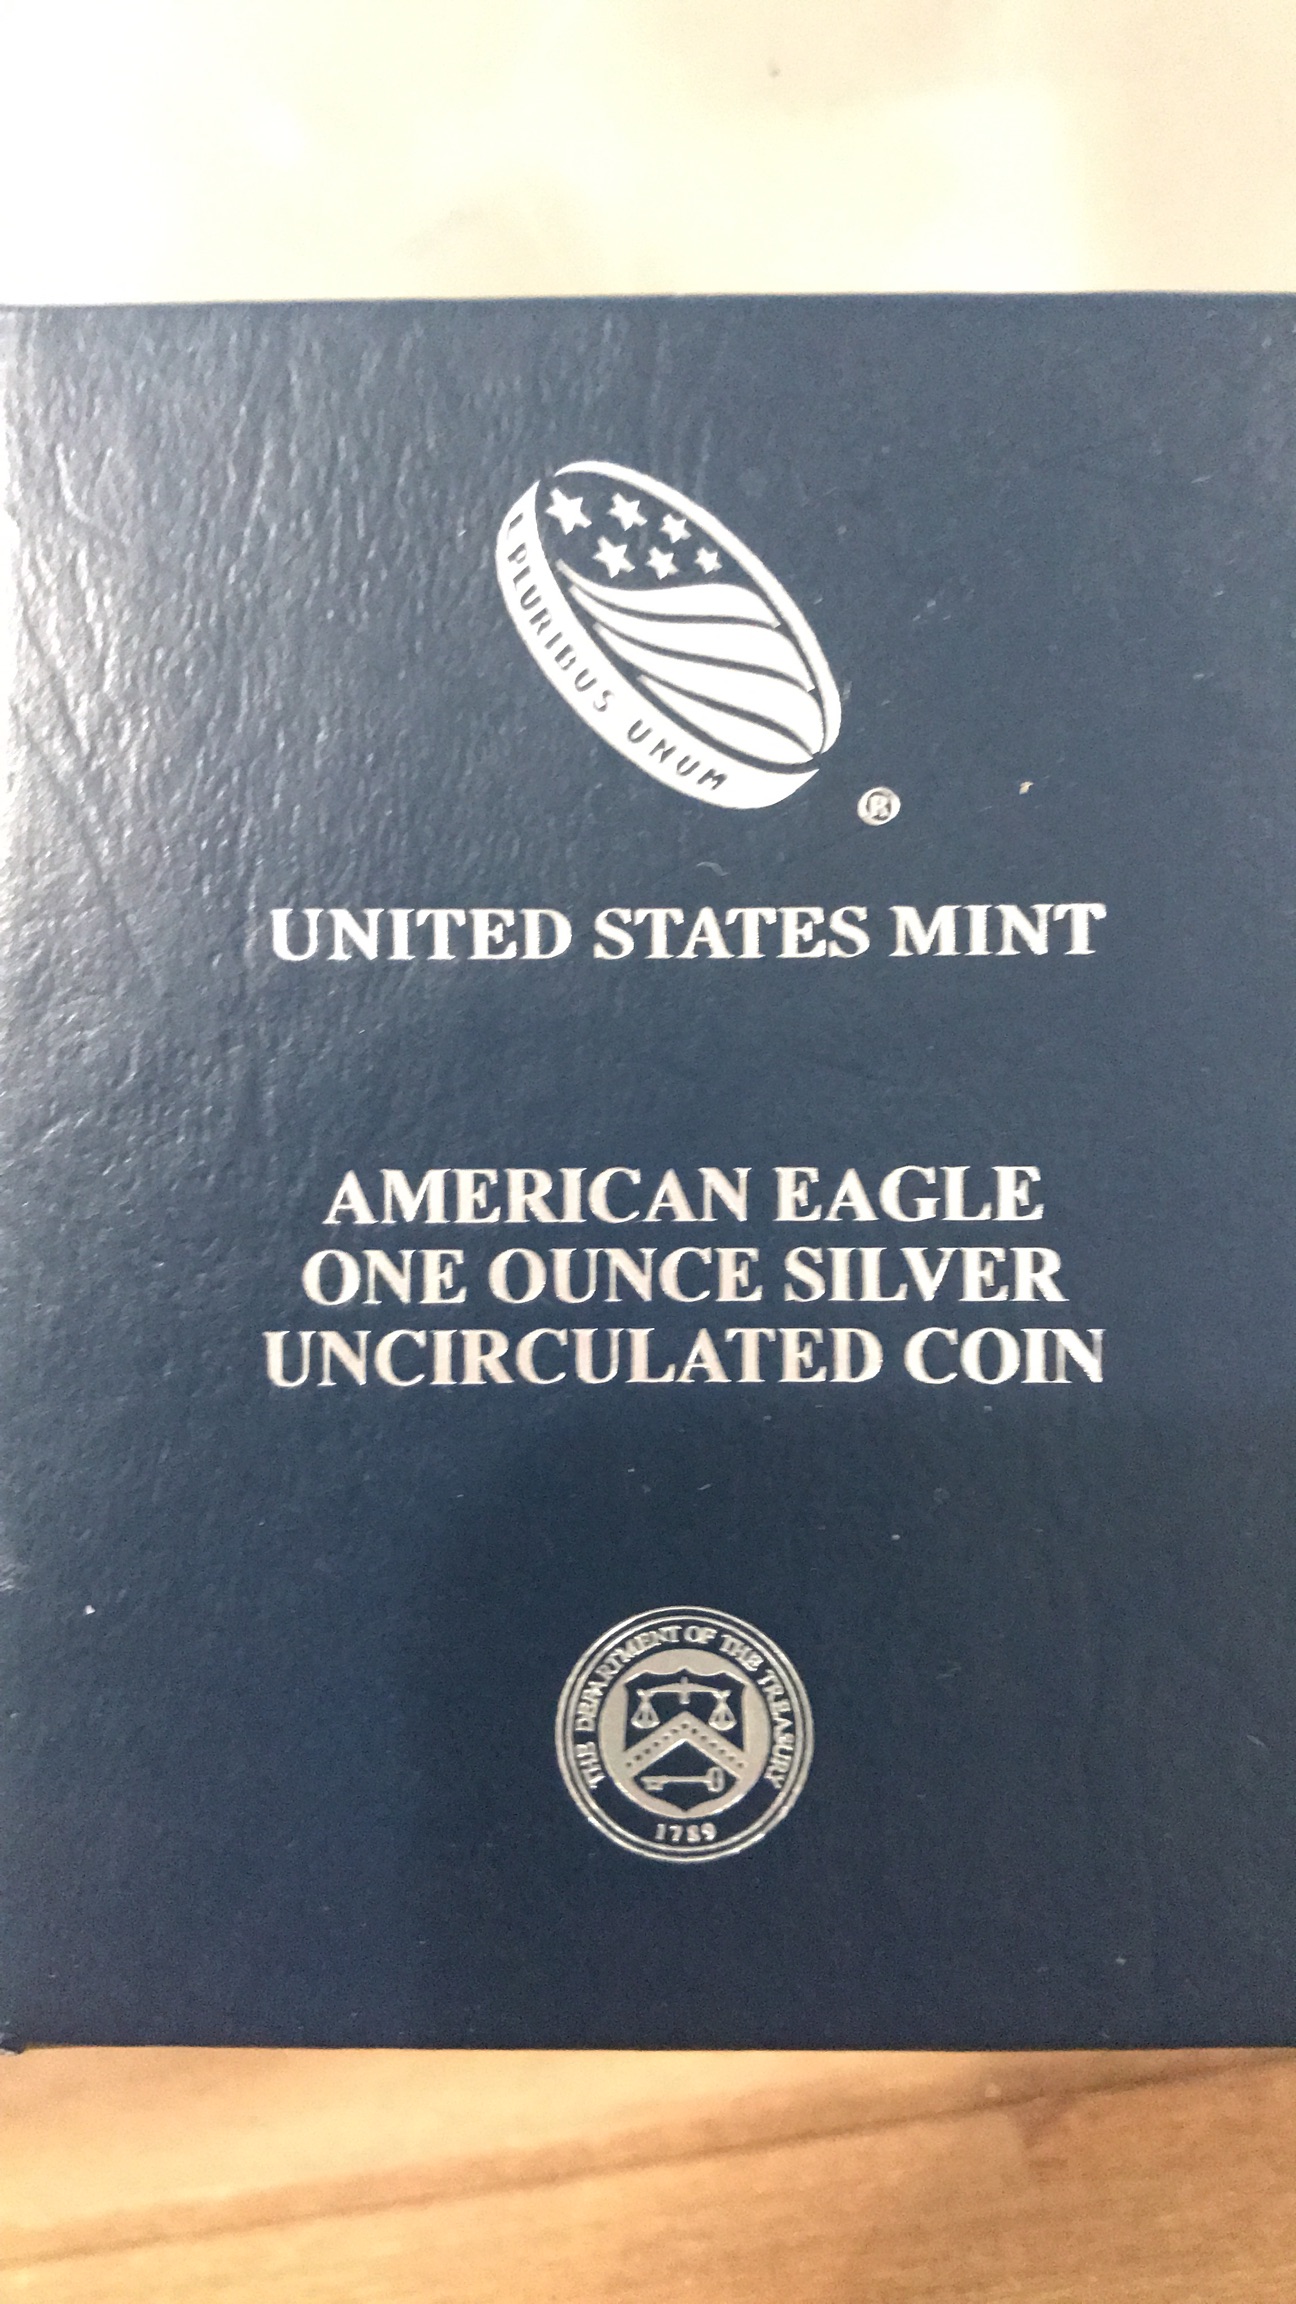 E PLURIBUS UNUM
®
UNITED STATES MINT
AMERICAN EAGLE
ONE OUNCE SILVER
UNCIRCULATED COIN
THE DEPARTMENT OF THE TREASURY
1789